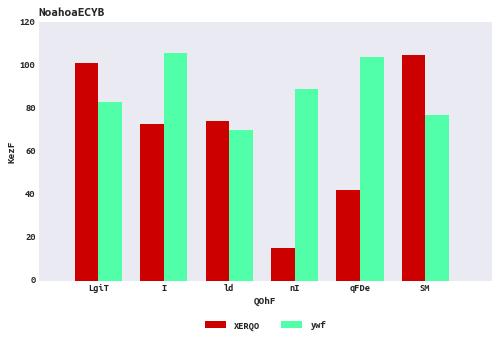 NoahoaECYB
120
100
80
60
40
20
0
KezF
LgiT I ld nI qFDe SM
QOhF
XERQO ywf